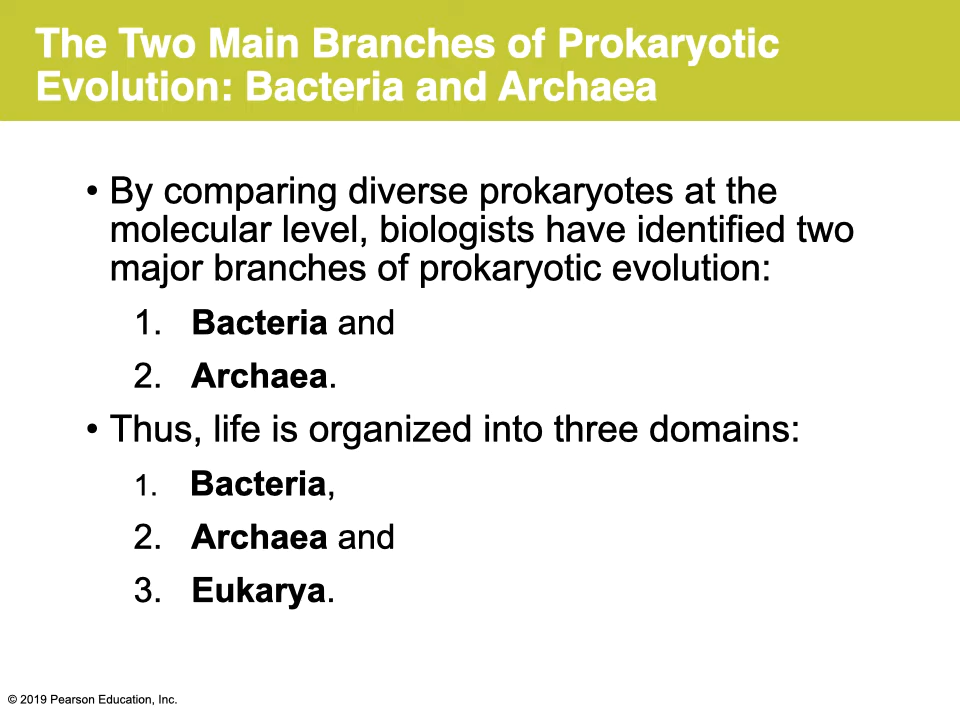 The Two Main Branches of Prokaryotic
Evolution: Bacteria and Archaea
• By comparing diverse prokaryotes at the
molecular level, biologists have identified two
major branches of prokaryotic evolution:
1. Bacteria and
2. Archaea.
• Thus, life is organized into three domains:
1. Bacteria,
2. Archaea and
3. Eukarya.
© 2019 Pearson Education, Inc.